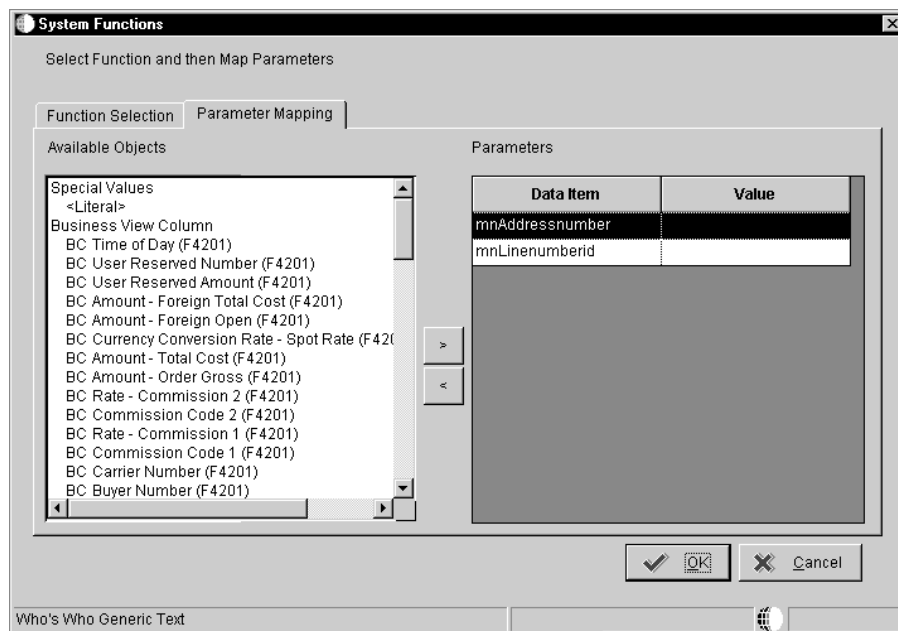 System Functions
Select Function and then Map Parameters
Function Selection
Parameter Mapping
Available Objects
Special Values
<Literal>
Business View Column
BC Time of Day (F4201)
BC User Reserved Number (F4201)
BC User Reserved Amount (F4201)
BC Amount - Foreign Total Cost (F4201)
BC Amount - Foreign Open (F4201)
BC Currency Conversion Rate - Spot Rate (F420
BC Amount - Total Cost (F4201)
BC Amount - Order Gross (F4201)
BC Rate - Commission 2 (F4201)
BC Commission Code 2 (F4201)
BC Rate - Commission 1 (F4201)
BC Commission Code 1 (F4201)
BC Carrier Number (F4201)
BC Buyer Number (F4201)
>
<
Parameters
Data Item Value
mnAddressnumber
mnLinenumberid
OK
Cancel
Who's Who Generic Text